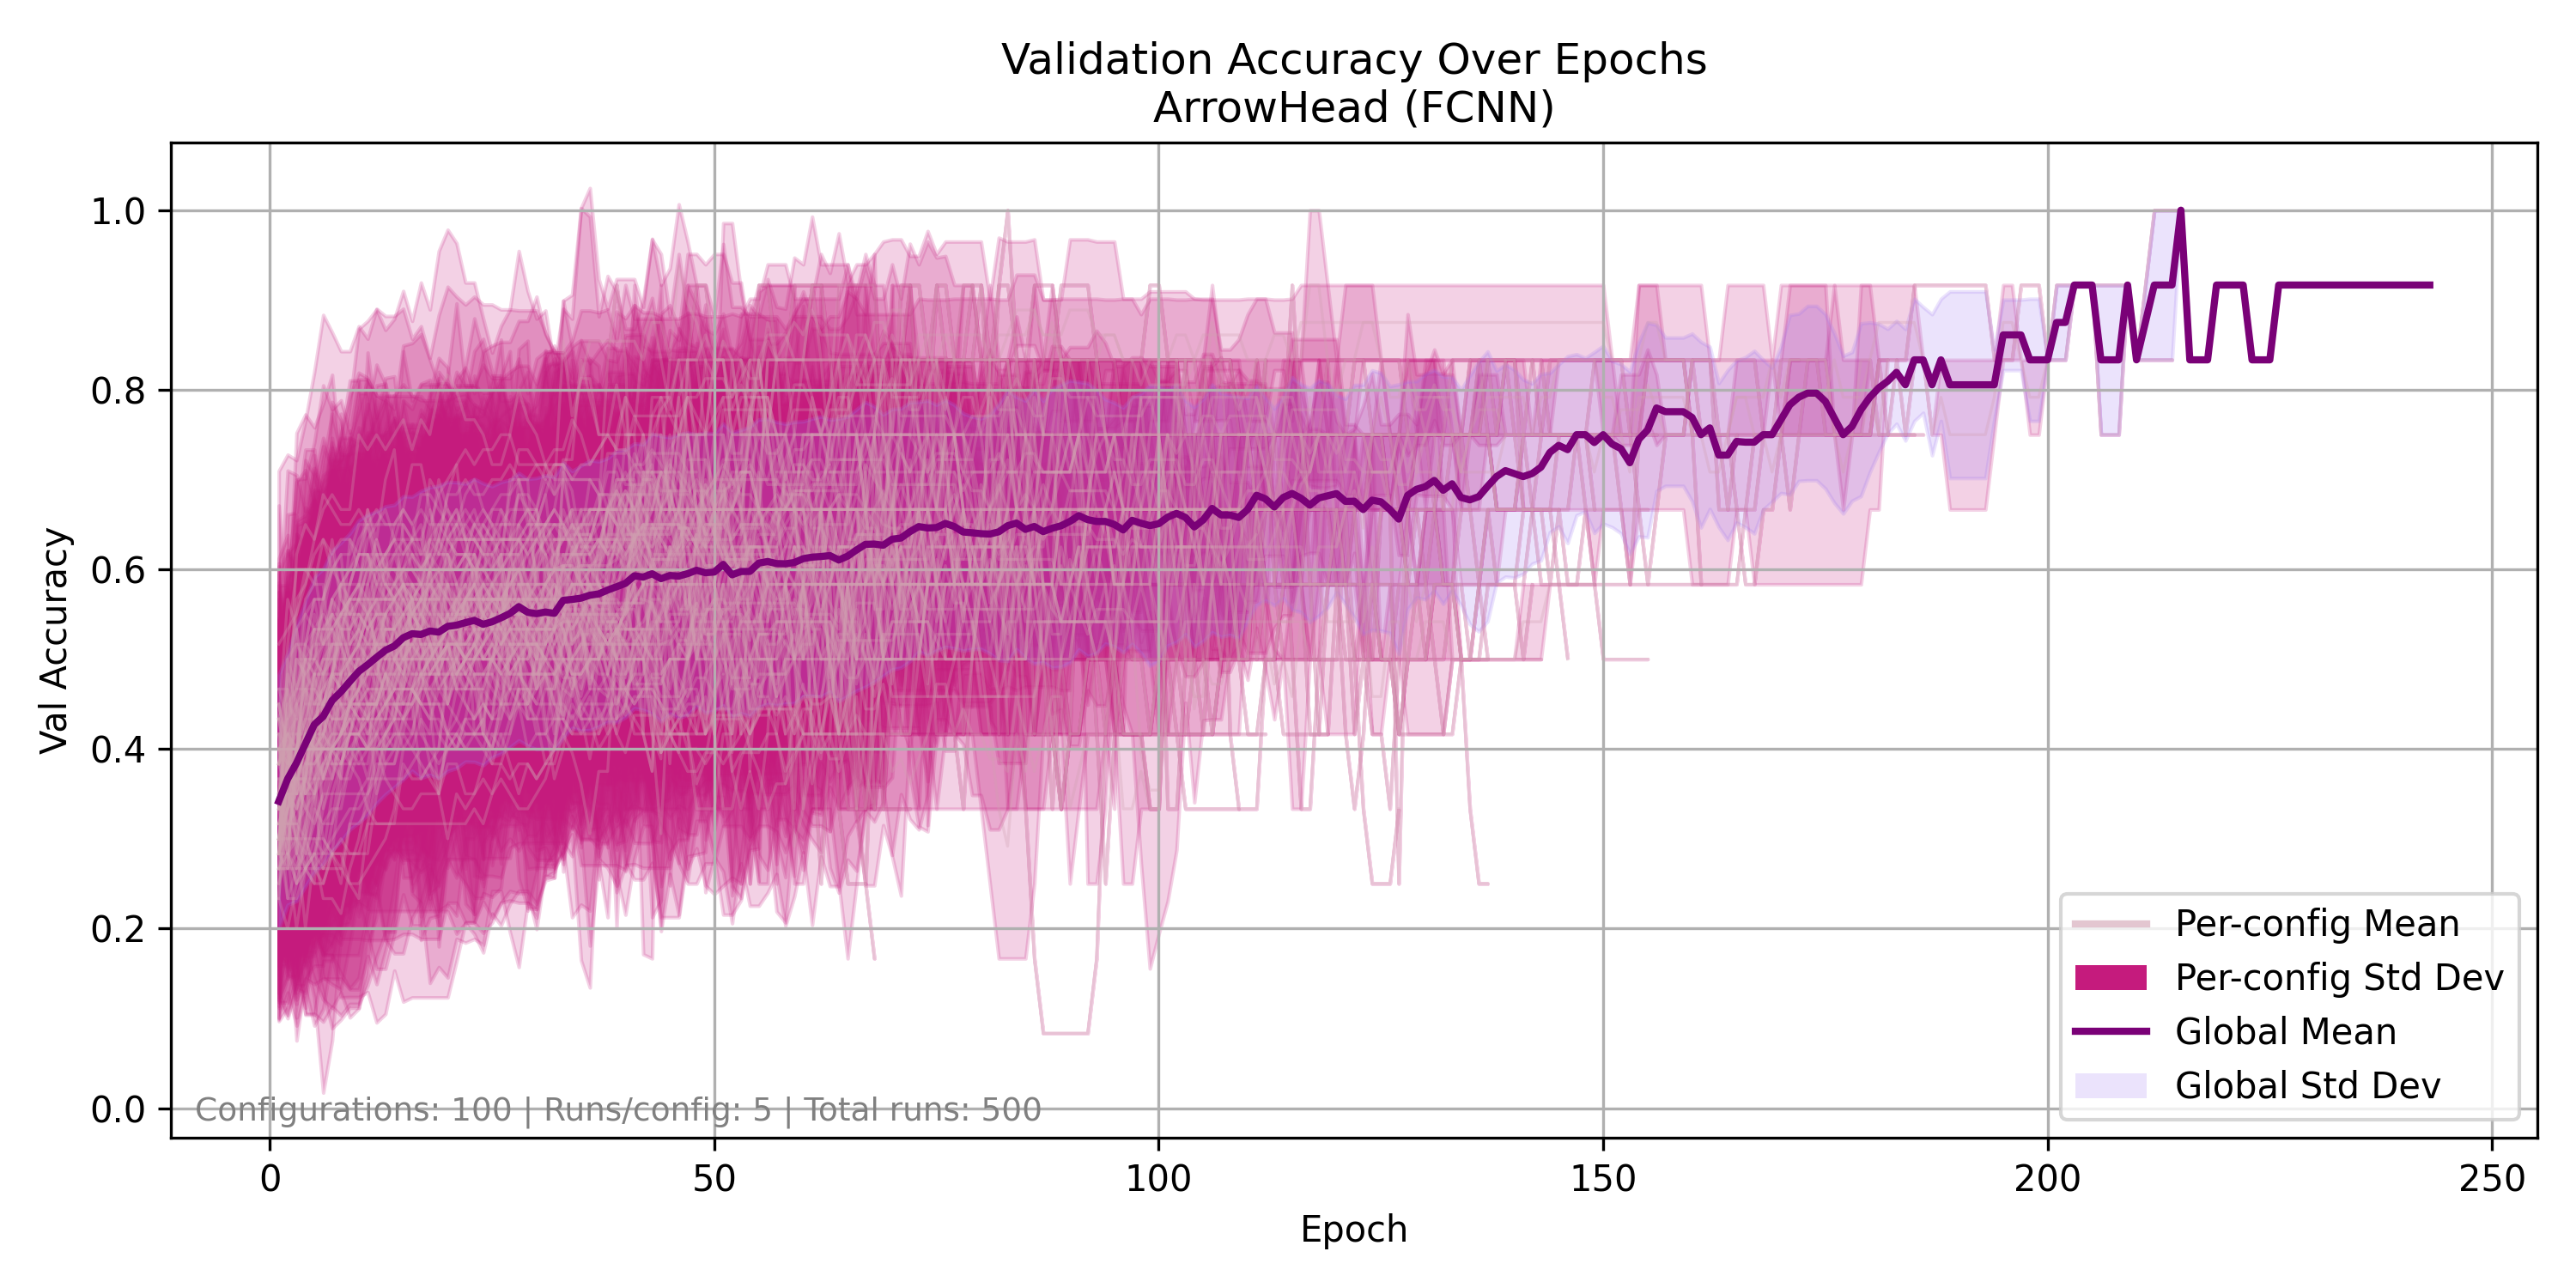 Validation Accuracy Over Epochs
ArrowHead (FCNN)
Val Accuracy
1.0
0.8
0.6
0.4
0.2
0.0
Per-config Mean
Per-config Std Dev
Global Mean
Global Std Dev
Configurations: 100 | Runs/config: 5 | Total runs: 500
0 50 100 150 200 250
Epoch